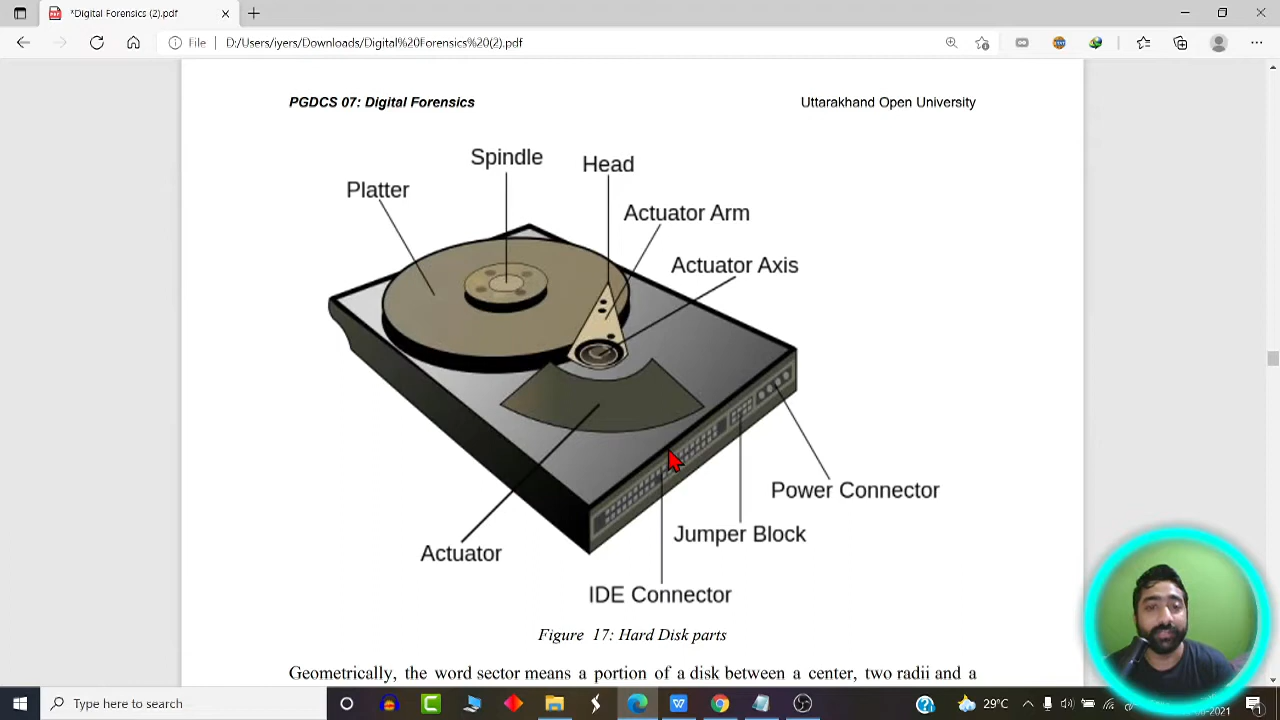 *Digital Forensics (2).pdf
File
D:/Users/iyers/Downloads/Digital%20Forensics%20(2).pdf
PGDCS 07: Digital Forensics
Uttarakhand Open University
Spindle
Head
Platter
Actuator Arm
Actuator Axis
Power Connector
Jumper Block
Actuator
IDE Connector
Figure 17: Hard Disk parts
Geometrically, the word sector means a portion of a disk between a center, two radii and a
Type here to search
29°C